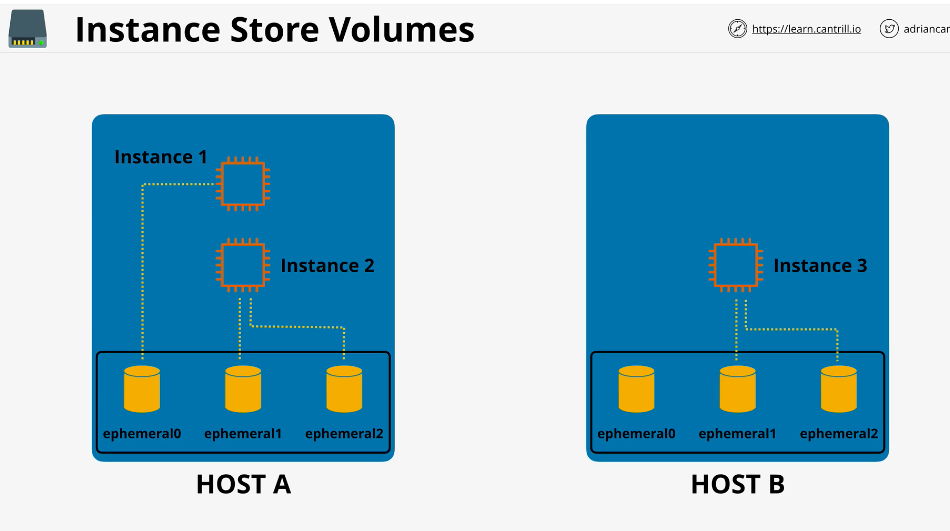 Instance Store Volumes
https://learn.cantrill.io
adriancan
Instance 1
Instance 2
ephemeral0 ephemeral1 ephemeral2
HOST A
Instance 3
ephemeral0 ephemeral1 ephemeral2
HOST B